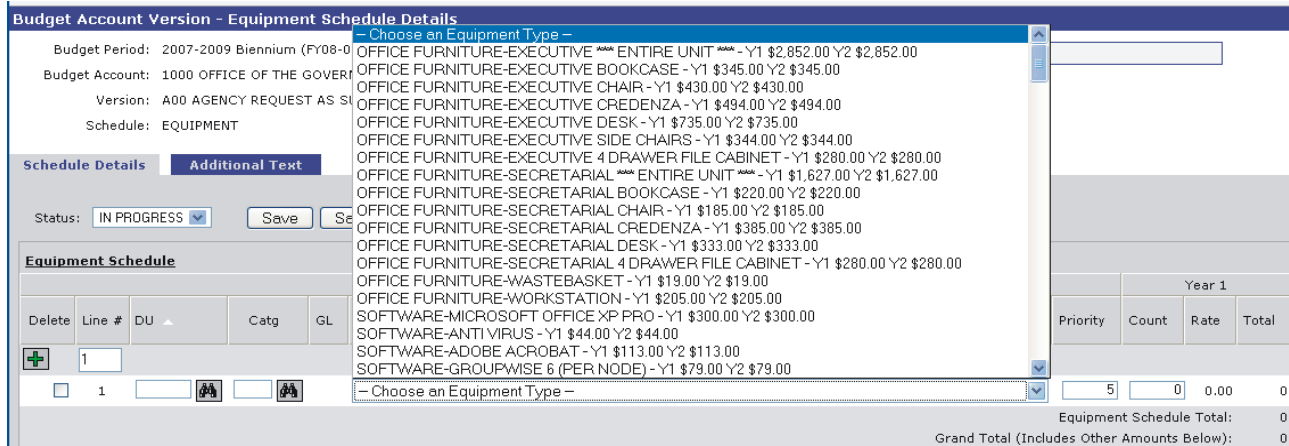 Budget Account Version - Equipment Schedule Details
Budget Period: 2007-2009 Biennium (FY08-0
Budget Account: 1000 OFFICE OF THE GOVER
Version: A00 AGENCY REQUEST AS
Schedule: EQUIPMENT
-- Choose an Equipment Type --
OFFICE FURNITURE-EXECUTIVE *** ENTIRE UNIT *** - Y1 $2,852.00 Y2 $2,852.00
OFFICE FURNITURE-EXECUTIVE BOOKCASE - Y1 $345.00 Y2 $345.00
OFFICE FURNITURE-EXECUTIVE CHAIR - Y1 $430.00 Y2 $430.00
OFFICE FURNITURE-EXECUTIVE CREDENZA - Y1 $494.00 Y2 $494.00
OFFICE FURNITURE-EXECUTIVE DESK - Y1 $735.00 Y2 $735.00
OFFICE FURNITURE-EXECUTIVE SIDE CHAIRS - Y1 $344.00 Y2 $344.00
OFFICE FURNITURE-EXECUTIVE 4 DRAWER FILE CABINET - Y1 $280.00 Y2 $280.00
OFFICE FURNITURE-SECRETARIAL *** ENTIRE UNIT *** - Y1 $1,627.00 Y2 $1,627.00
OFFICE FURNITURE-SECRETARIAL BOOKCASE - Y1 $220.00 Y2 $220.00
OFFICE FURNITURE-SECRETARIAL CHAIR - Y1 $185.00 Y2 $185.00
OFFICE FURNITURE-SECRETARIAL CREDENZA - Y1 $385.00 Y2 $385.00
OFFICE FURNITURE-SECRETARIAL DESK - Y1 $333.00 Y2 $333.00
OFFICE FURNITURE-SECRETARIAL 4 DRAWER FILE CABINET - Y1 $280.00 Y2 $280.00
OFFICE FURNITURE-WASTEBASKET - Y1 $19.00 Y2 $19.00
OFFICE FURNITURE-WORKSTATION - Y1 $205.00 Y2 $205.00
SOFTWARE-MICROSOFT OFFICE XP PRO - Y1 $300.00 Y2 $300.00
SOFTWARE-ANTI VIRUS - Y1 $44.00 Y2 $44.00
SOFTWARE-ADOBE ACROBAT - Y1 $113.00 Y2 $113.00
SOFTWARE-GROUPWISE 6 (PER NODE) - Y1 $79.00 Y2 $79.00
Schedule Details Additional Text
Status: IN PROGRESS Save
Equipment Schedule
Year 1
Delete Line # DU Catg GL Priority Count Rate Total
1
1 -- Choose an Equipment Type -- 5 0 0.00 0
Equipment Schedule Total: 0
Grand Total (Includes Other Amounts Below): 0